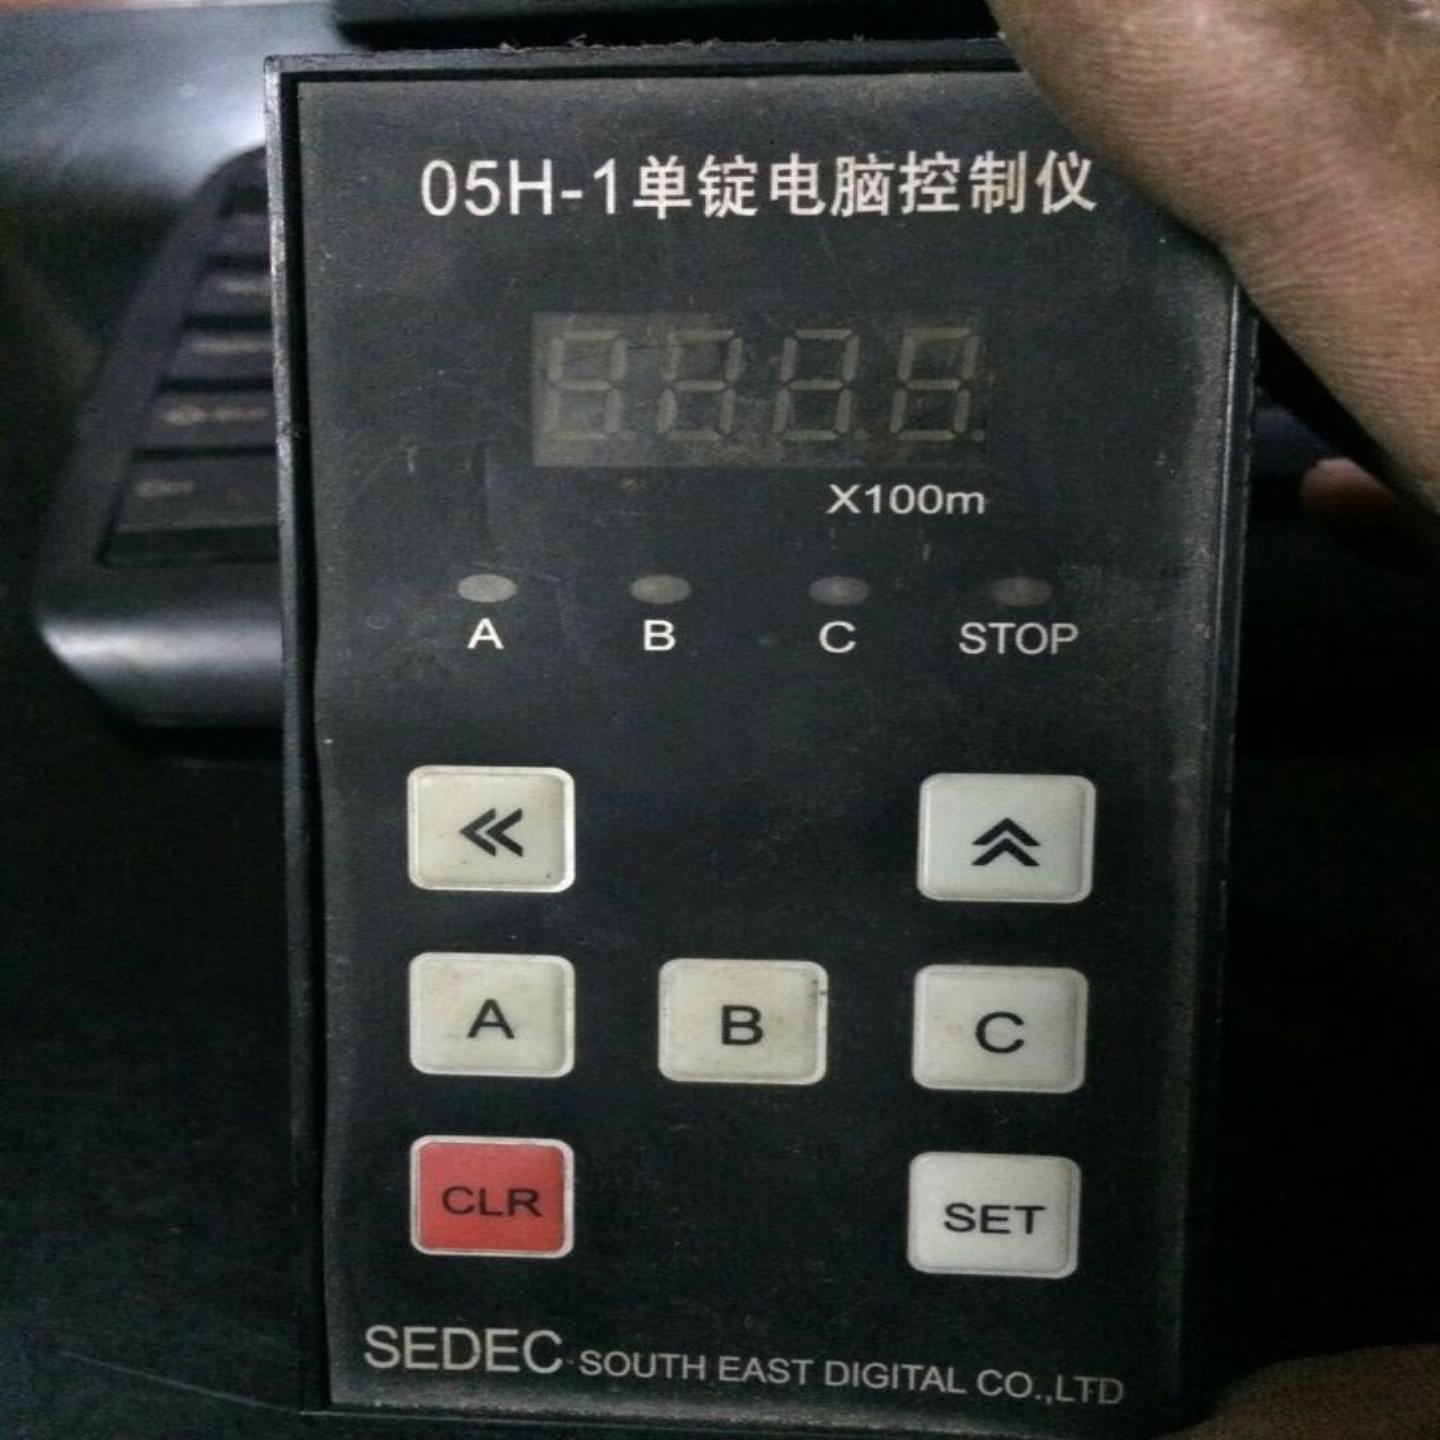 05H-1单锭电脑控制仪
X100m
A B C STOP
A B C
CLR SET
SEDEC SOUTH EAST DIGITAL CO.,LTD